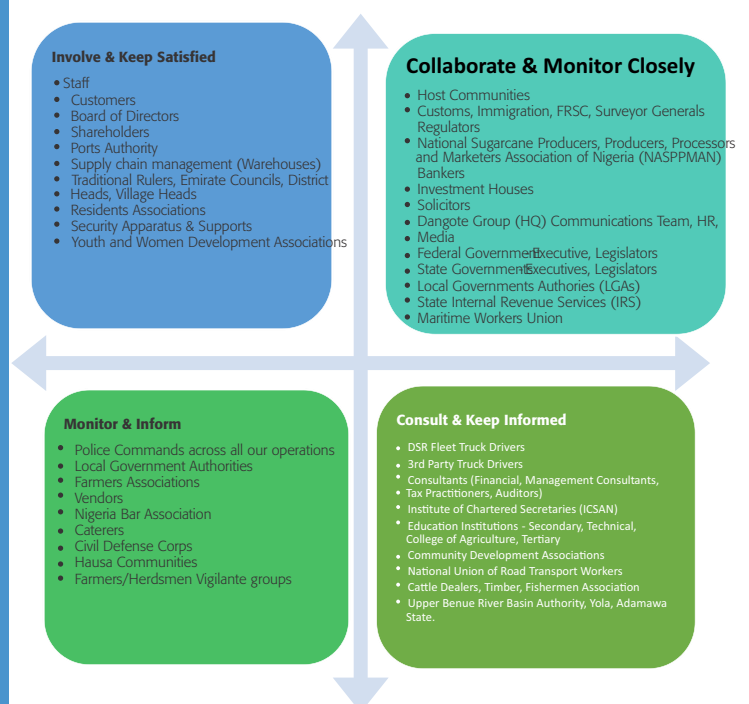 Involve & Keep Satisfied
• Staff
• Customers
• Board of Directors
• Shareholders
• Ports Authority
• Supply chain management (Warehouses)
• Traditional Rulers, Emirate Councils, District
• Heads, Village Heads
• Residents Associations
• Security Apparatus & Supports
• Youth and Women Development Associations
Collaborate & Monitor Closely
• Host Communities
• Customs, Immigration, FRSC, Surveyor Generals
Regulators
• National Sugarcane Producers, Producers, Processors
and Marketers Association of Nigeria (NASPPMAN)
Bankers
• Investment Houses
• Solicitors
• Dangote Group (HQ) Communications Team, HR,
• Media
• Federal Government-Executive, Legislators
• State Governments-Executives, Legislators
• Local Governments Authories (LGAs)
• State Internal Revenue Services (IRS)
• Maritime Workers Union
Monitor & Inform
• Police Commands across all our operations
• Local Government Authorities
• Farmers Associations
• Vendors
• Nigeria Bar Association
• Caterers
• Civil Defense Corps
• Hausa Communities
• Farmers/Herdsmen Vigilante groups
Consult & Keep Informed
• DSR Fleet Truck Drivers
• 3rd Party Truck Drivers
• Consultants (Financial, Management Consultants,
• Tax Practitioners, Auditors)
• Institute of Chartered Secretaries (ICSAN)
• Education Institutions - Secondary, Technical,
College of Agriculture, Tertiary
• Community Development Associations
• National Union of Road Transport Workers
• Cattle Dealers, Timber, Fishermen Association
• Upper Benue River Basin Authority, Yola, Adamawa
State.